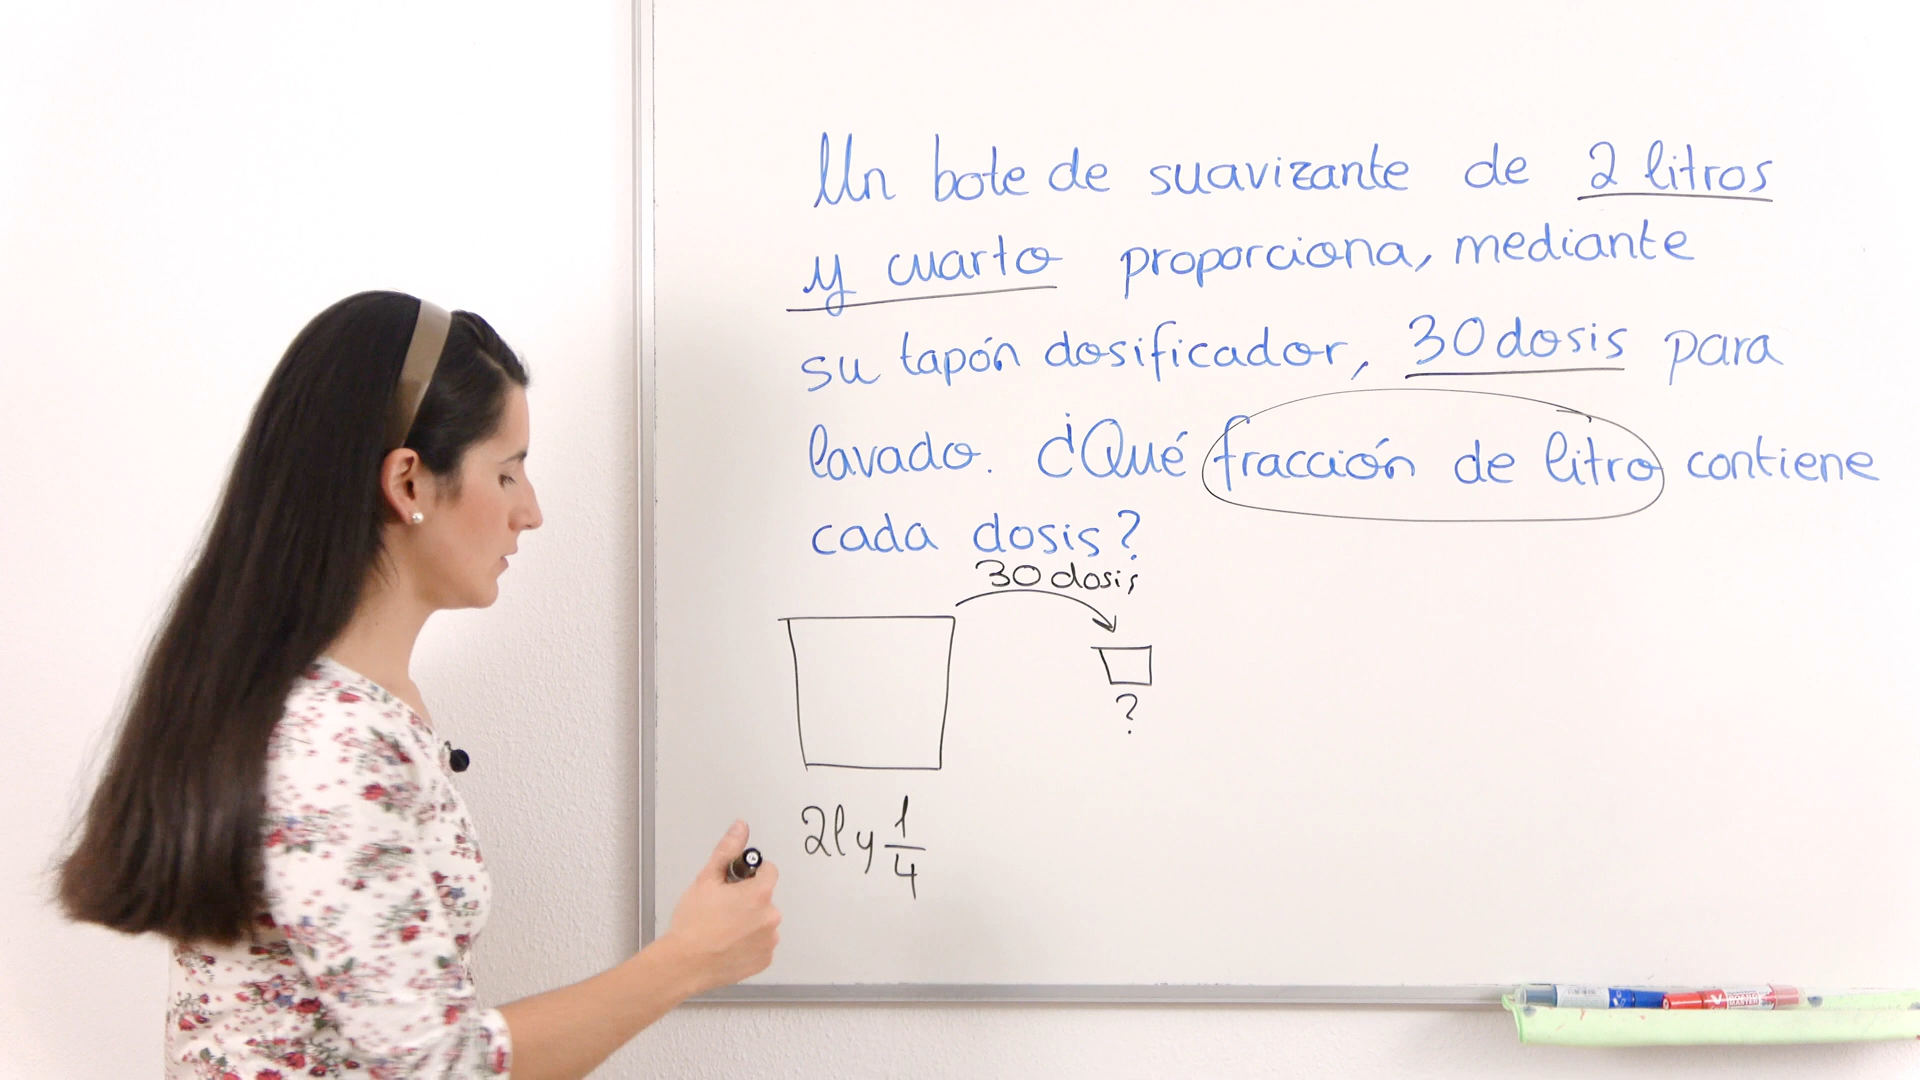 Un bote de suavizante de 2 litros
y cuarto proporciona, mediante
su tapón dosificador, 30 dosis para
lavado. ¿Qué fracción de litro contiene
cada dosis?
30 dosis
?
2l y 1/4